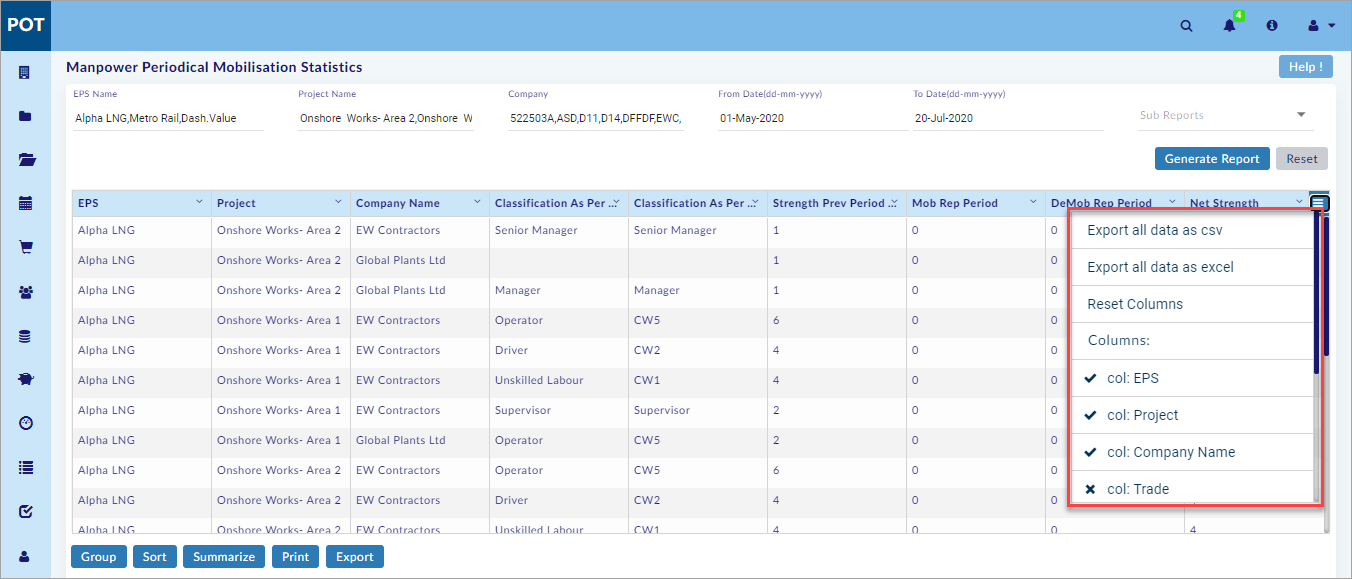 POT
4
Manpower Periodical Mobilisation Statistics
Help !
EPS Name Project Name Company From Date(dd-mm-yyyy) To Date(dd-mm-yyyy)
Alpha LNG,Metro Rail,Dash.Value Onshore Works- Area 2,Onshore W 522503A,ASD,D11,D14,DFFDF,EWC, 01-May-2020 20-Jul-2020 Sub Reports
Generate Report Reset
EPS Project Company Name Classification As Per ... Classification As Per ... Strength Prev Period ... Mob Rep Period DeMob Rep Period Net Strength
Alpha LNG Onshore Works- Area 2 EW Contractors Senior Manager Senior Manager 1 0 0
Alpha LNG Onshore Works- Area 2 Global Plants Ltd 1 0 0
Alpha LNG Onshore Works- Area 2 Global Plants Ltd Manager Manager 1 0 0
Alpha LNG Onshore Works- Area 1 EW Contractors Operator CW5 6 0 0
Alpha LNG Onshore Works- Area 1 EW Contractors Driver CW2 4 0 0
Alpha LNG Onshore Works- Area 1 EW Contractors Unskilled Labour CW1 4 0 0
Alpha LNG Onshore Works- Area 1 EW Contractors Supervisor Supervisor 2 0 0
Alpha LNG Onshore Works- Area 1 Global Plants Ltd Operator CW5 2 0 0
Alpha LNG Onshore Works- Area 2 EW Contractors Operator CW5 6 0 0
Alpha LNG Onshore Works- Area 2 EW Contractors Driver CW2 4 0 0
Alpha LNG Onshore Works- Area 2 EW Contractors Unskilled Labour CW1 4 0 0 4
Export all data as csv
Export all data as excel
Reset Columns
Columns:
col: EPS
col: Project
col: Company Name
col: Trade
Group Sort Summarize Print Export